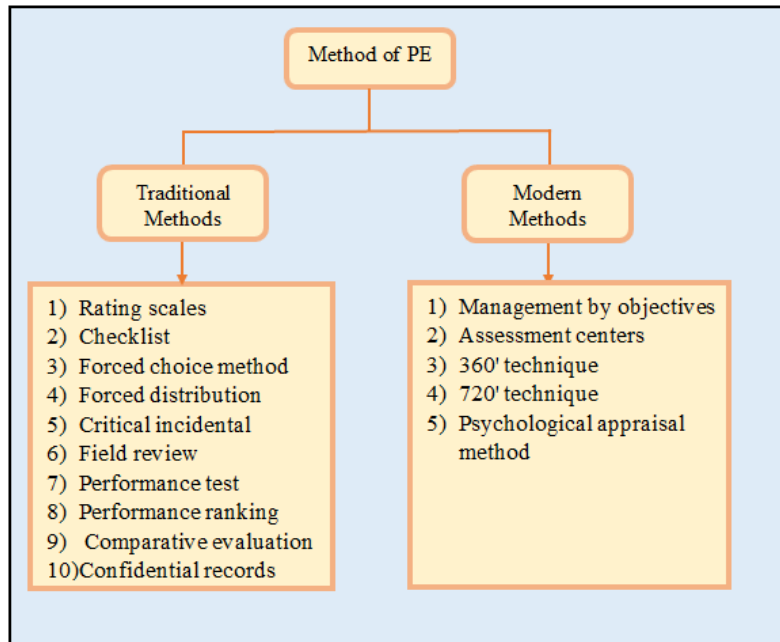 Method of PE
Traditional
Methods
1) Rating scales
2) Checklist
3) Forced choice method
4) Forced distribution
5) Critical incidental
6) Field review
7) Performance test
8) Performance ranking
9) Comparative evaluation
10)Confidential records
Modern
Methods
1) Management by objectives
2) Assessment centers
3) 360' technique
4) 720' technique
5) Psychological appraisal
method